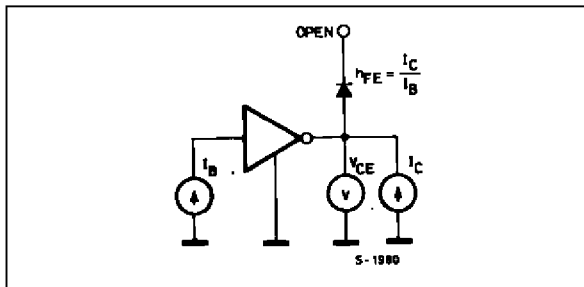 OPEN
hFE = IC
IB
IB
VCE
IC
V
S-1980